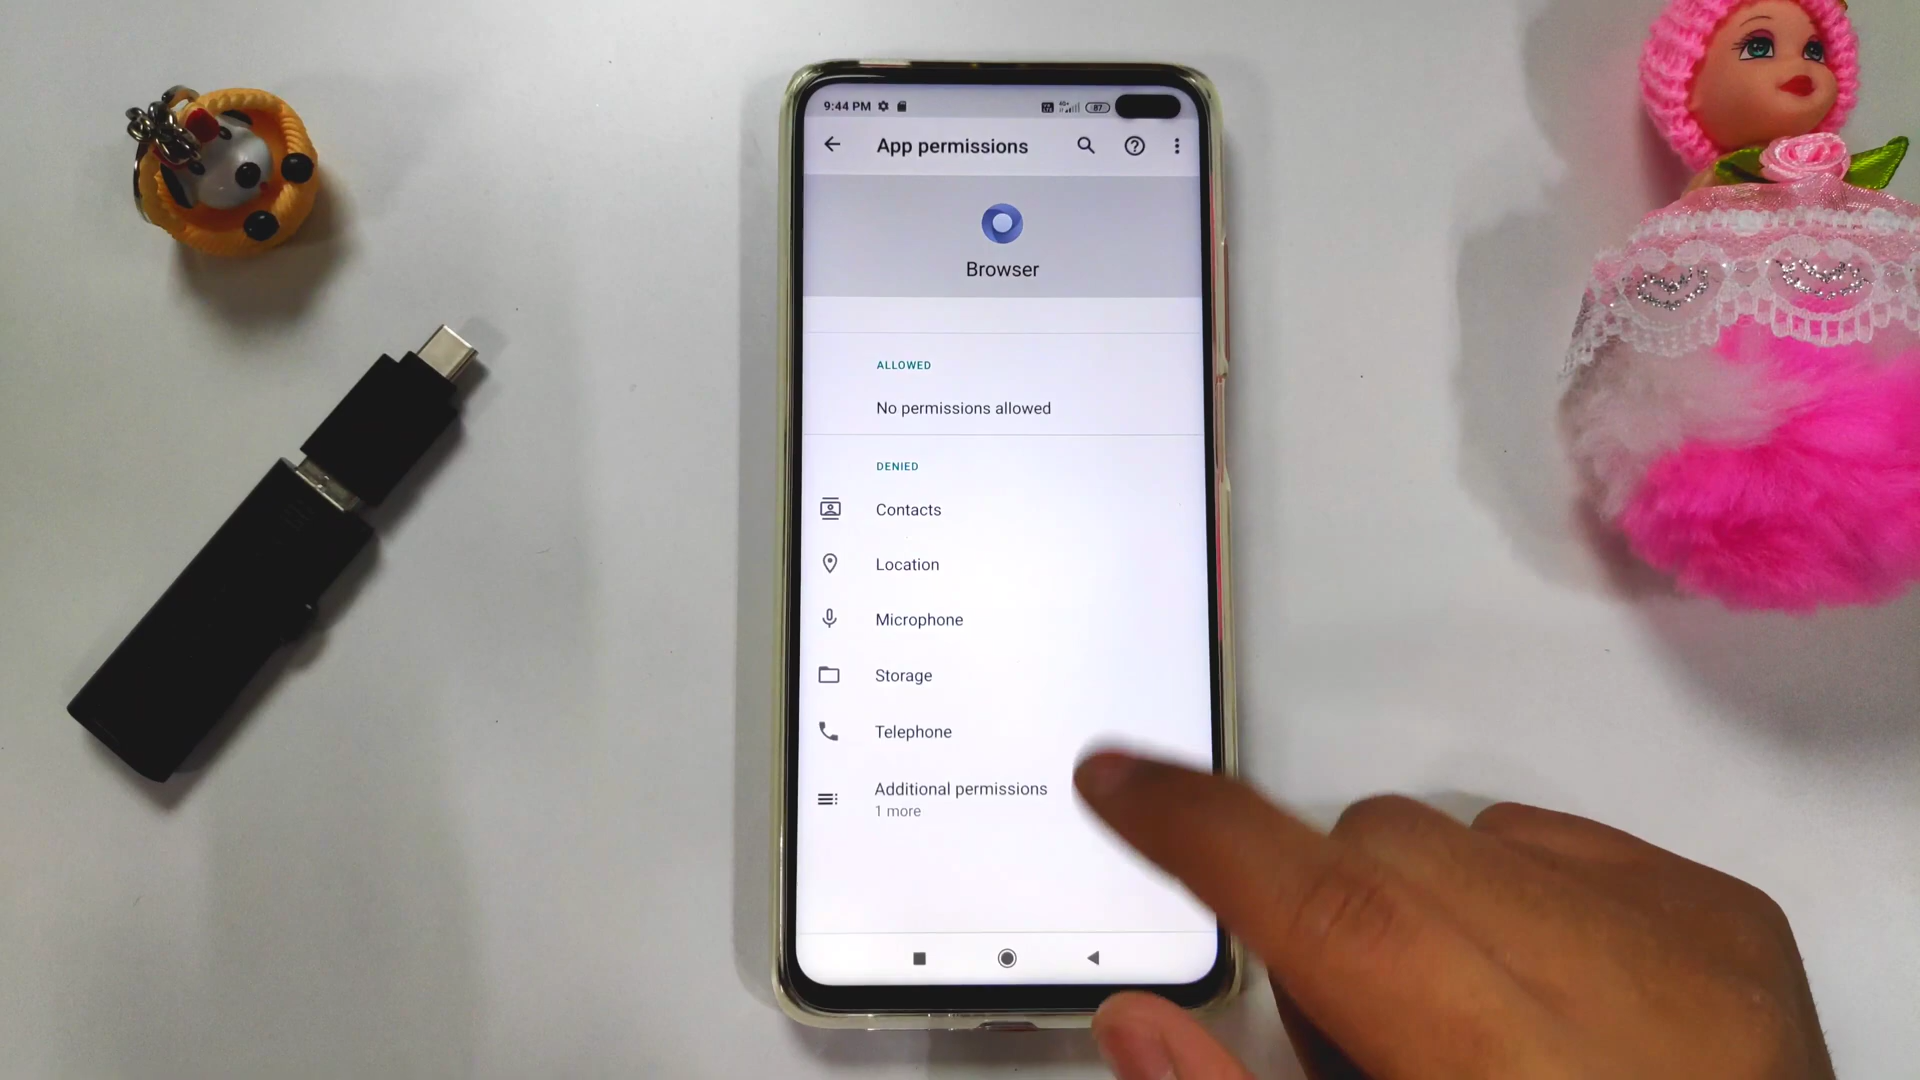 9:44 PM
87
App permissions
Browser
ALLOWED
No permissions allowed
DENIED
Contacts
Location
Microphone
Storage
Telephone
Additional permissions
1 more